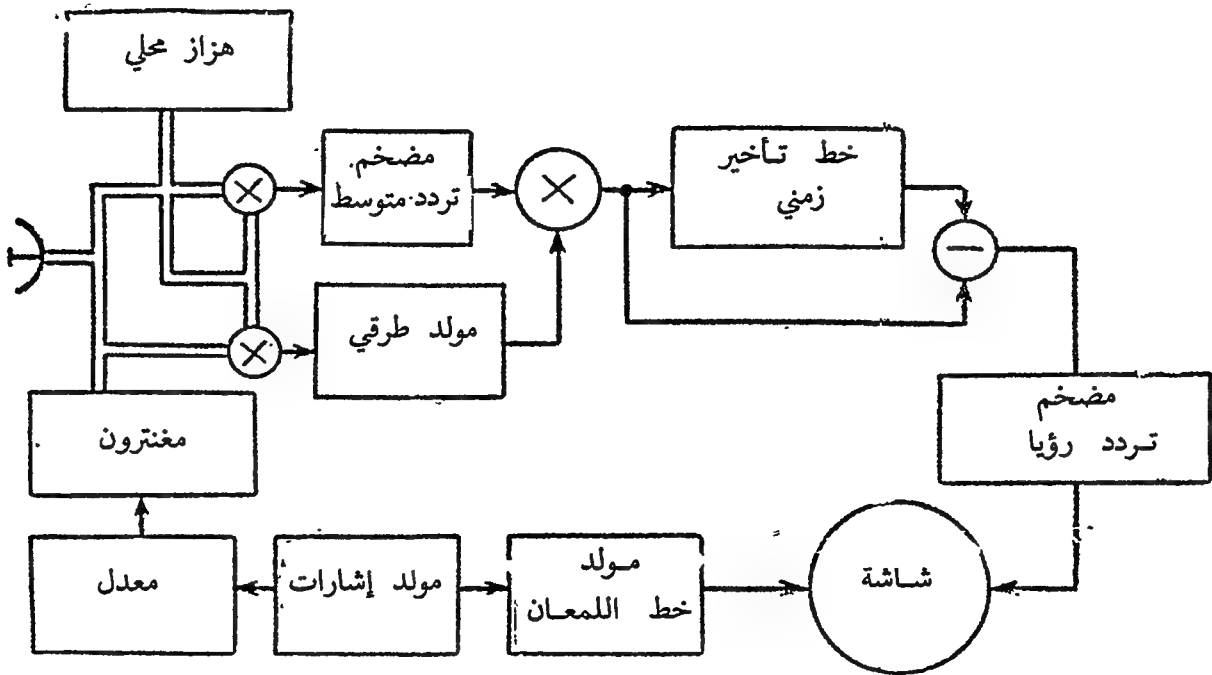 هزاز محلي
مضخم
تردد متوسط
خط تأخير
زمني
مولد طرقي
مغنترون
مضخم
تردد رؤيا
معدل
مولد إشارات
مولد
خط اللمعان
شاشة